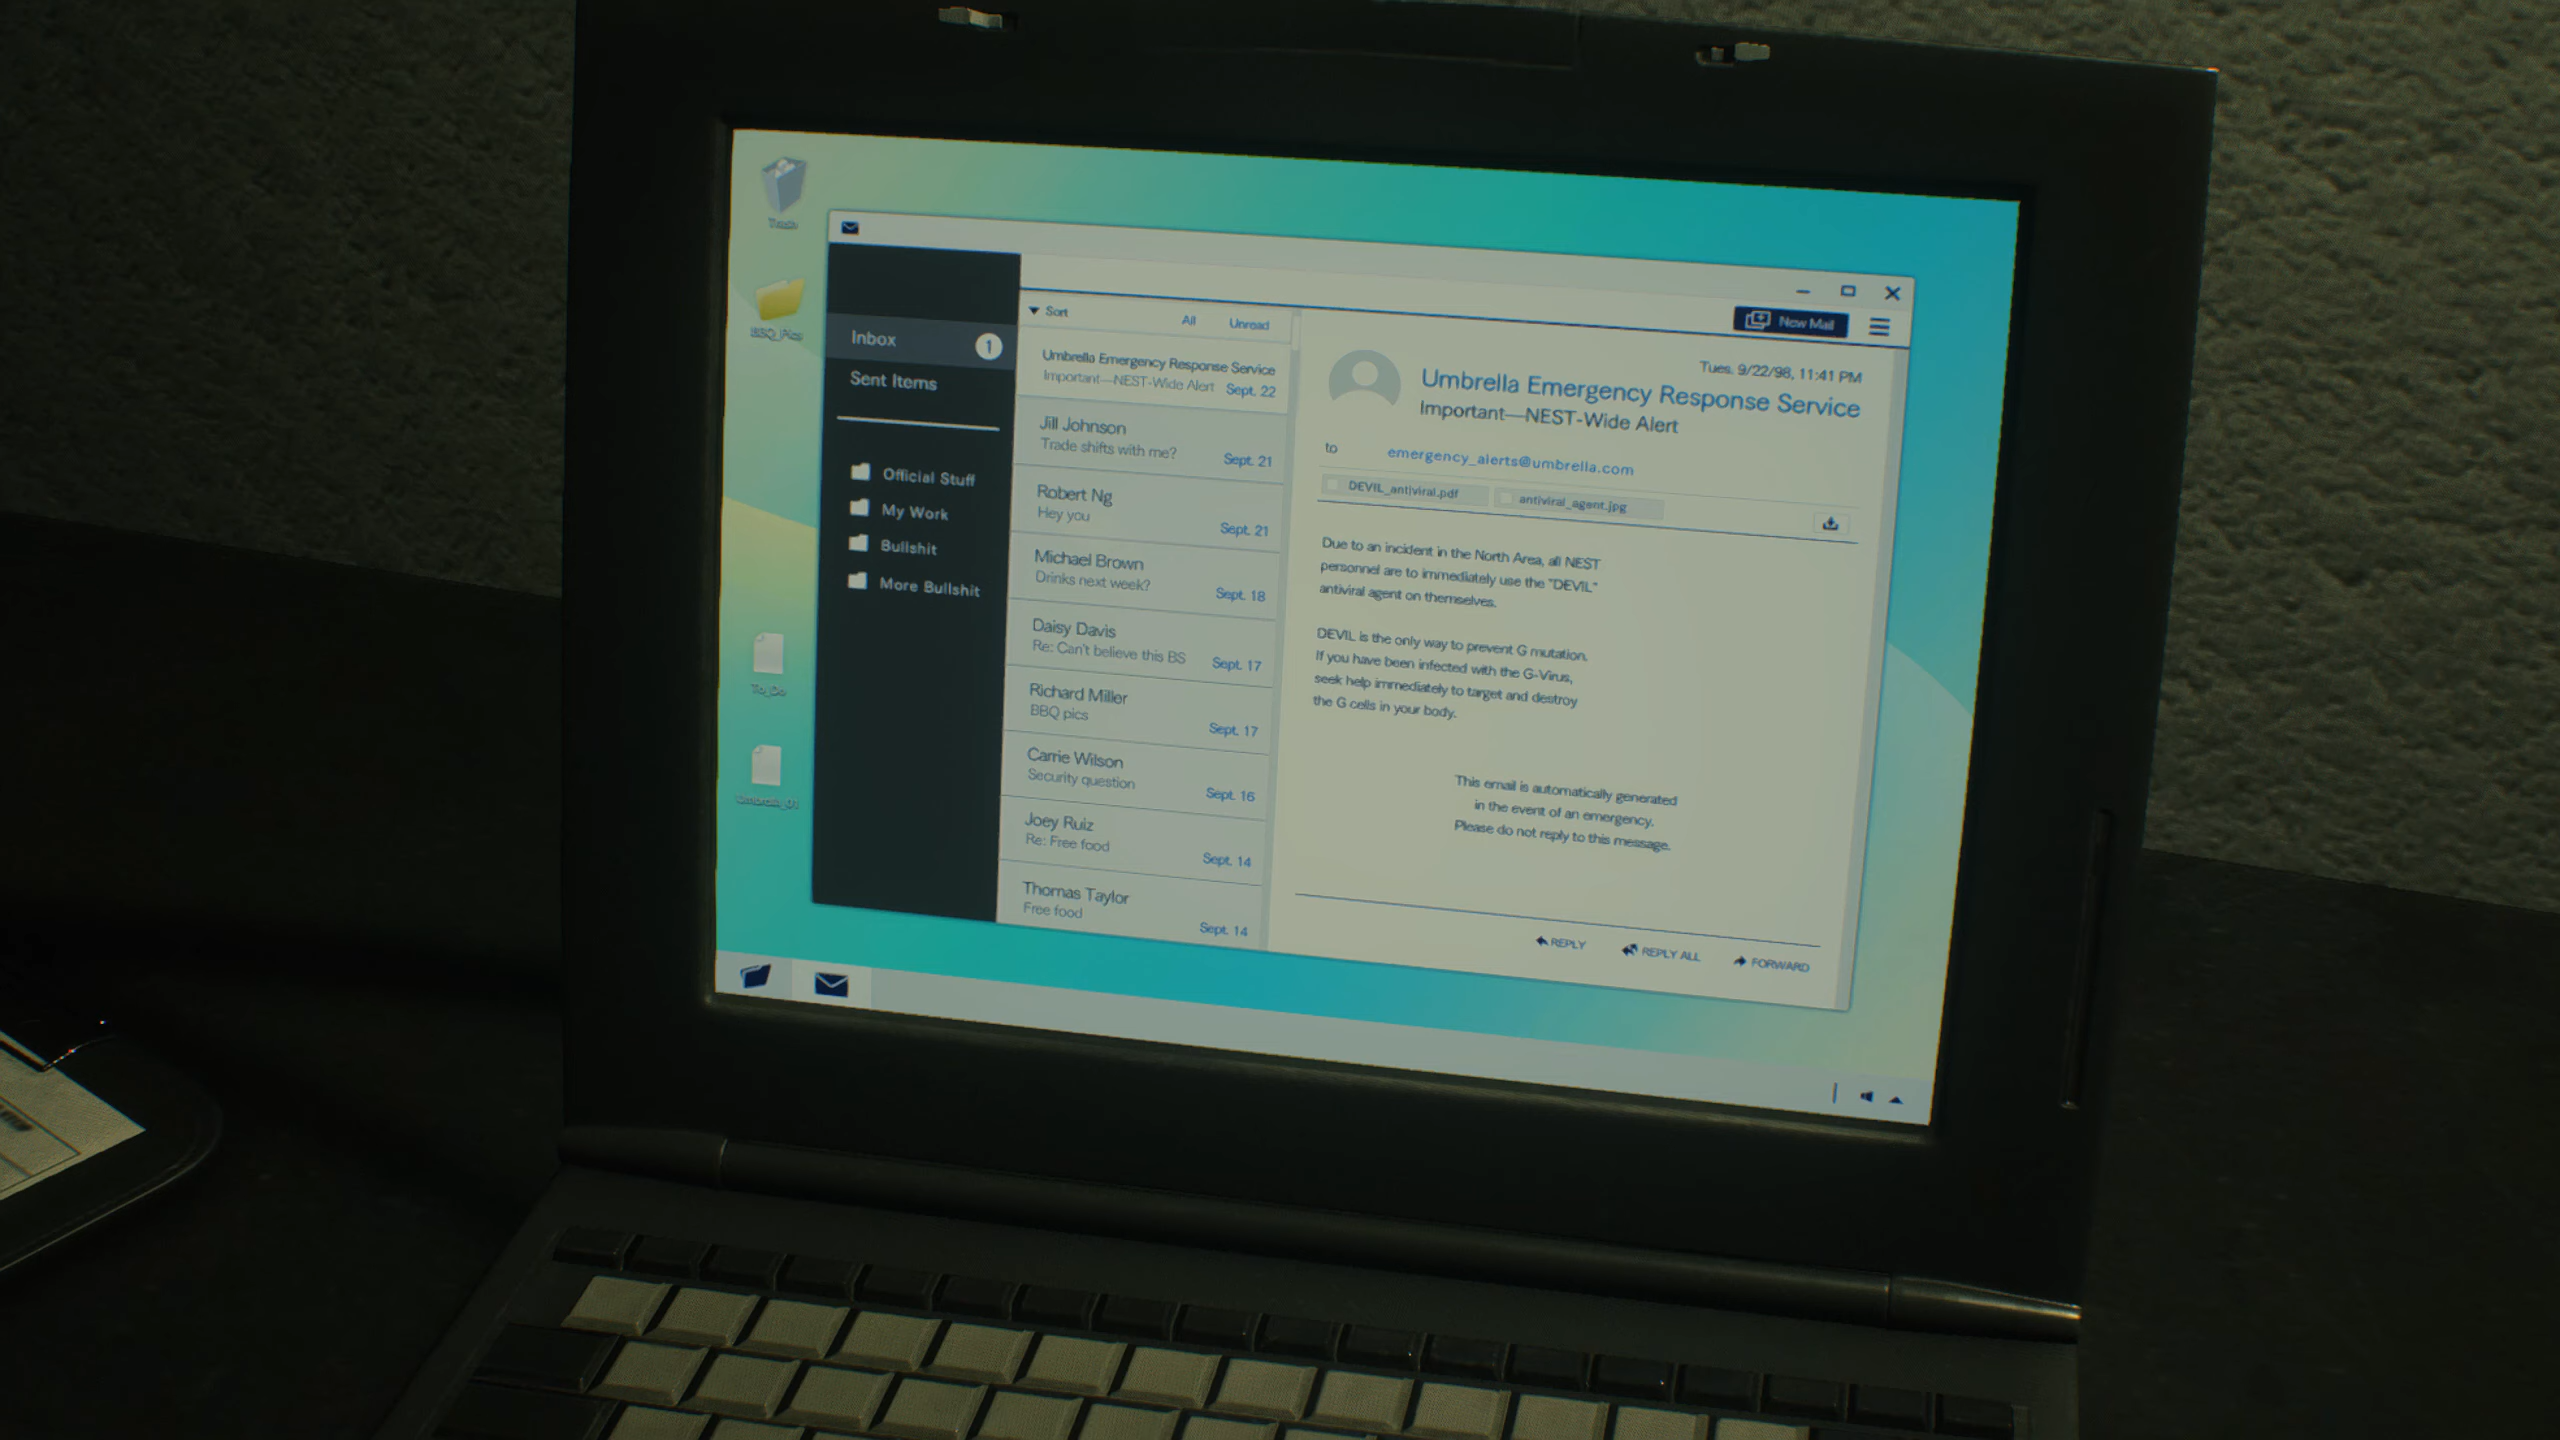 Trash
BBQ_Pics
To_Do
Inbox
1
Sent Items
Official Stuff
My Work
Bullshit
More Bullshit
Sort
All
Unread
Umbrella Emergency Response Service
Important—NEST-Wide Alert
Sept. 22
Jill Johnson
Trade shifts with me?
Sept. 21
Robert Ng
Hey you
Sept. 21
Michael Brown
Drinks next week?
Sept. 18
Daisy Davis
Re: Can't believe this BS
Sept. 17
Richard Miller
BBQ pics
Sept. 17
Carrie Wilson
Security question
Sept. 16
Joey Ruiz
Re: Free food
Sept. 14
Thomas Taylor
Free food
Sept. 14
New Mail
Tues. 9/22/98, 11:41 PM
Umbrella Emergency Response Service
Important—NEST-Wide Alert
to emergency_alerts@umbrella.com
DEVIL_antiviral.pdf
antiviral_agent.jpg
Due to an incident in the North Area, all NEST
personnel are to immediately use the "DEVIL"
antiviral agent on themselves.
DEVIL is the only way to prevent G mutation.
If you have been infected with the G-Virus,
seek help immediately to target and destroy
the G cells in your body.
This email is automatically generated
in the event of an emergency.
Please do not reply to this message.
REPLY
REPLY ALL
FORWARD